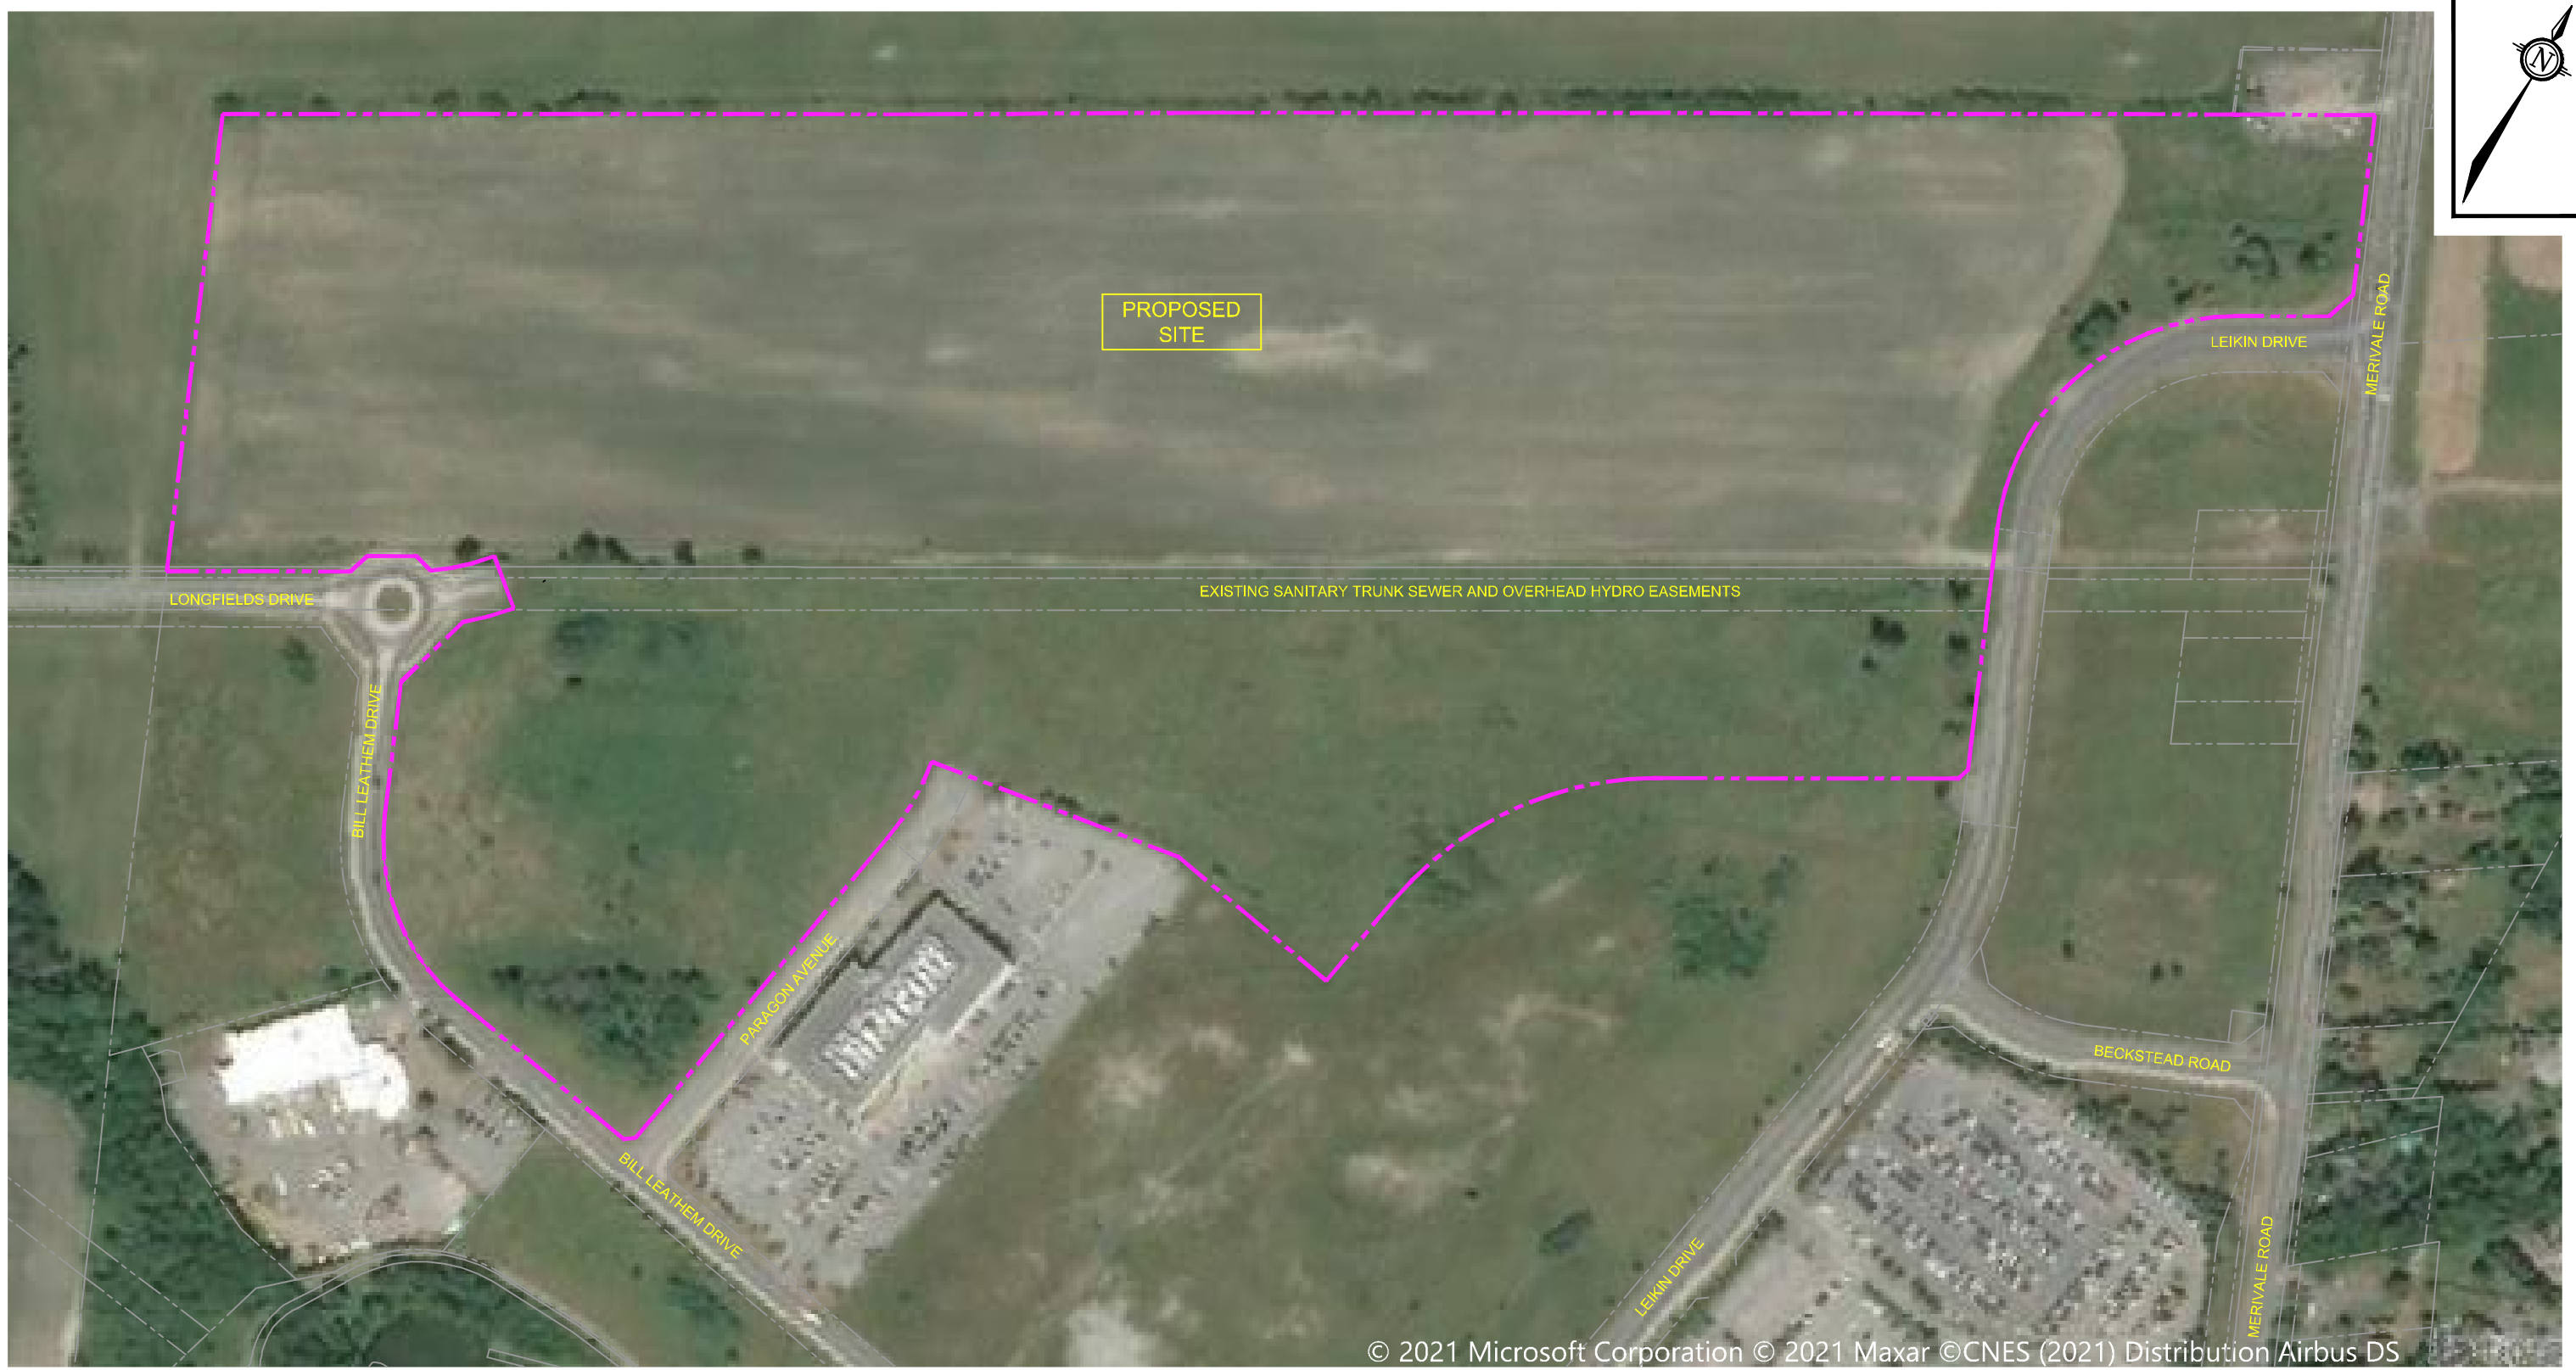 N
PROPOSED
SITE
LEIKIN DRIVE
MERIVALE ROAD
EXISTING SANITARY TRUNK SEWER AND OVERHEAD HYDRO EASEMENTS
LONGFIELDS DRIVE
BILL LEATHEM DRIVE
PARAGON AVENUE
BECKSTEAD ROAD
BILL LEATHEM DRIVE
LEIKIN DRIVE
MERIVALE ROAD
© 2021 Microsoft Corporation © 2021 Maxar ©CNES (2021) Distribution Airbus DS